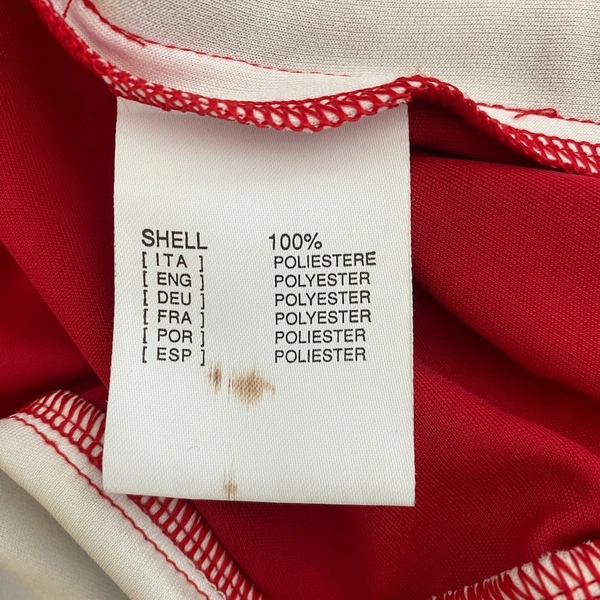 SHELL 100%
[ ITA ] POLIESTERE
[ ENG ] POLYESTER
[ DEU ] POLYESTER
[ FRA ] POLYESTER
[ POR ] POLIESTER
[ ESP ] POLIESTER